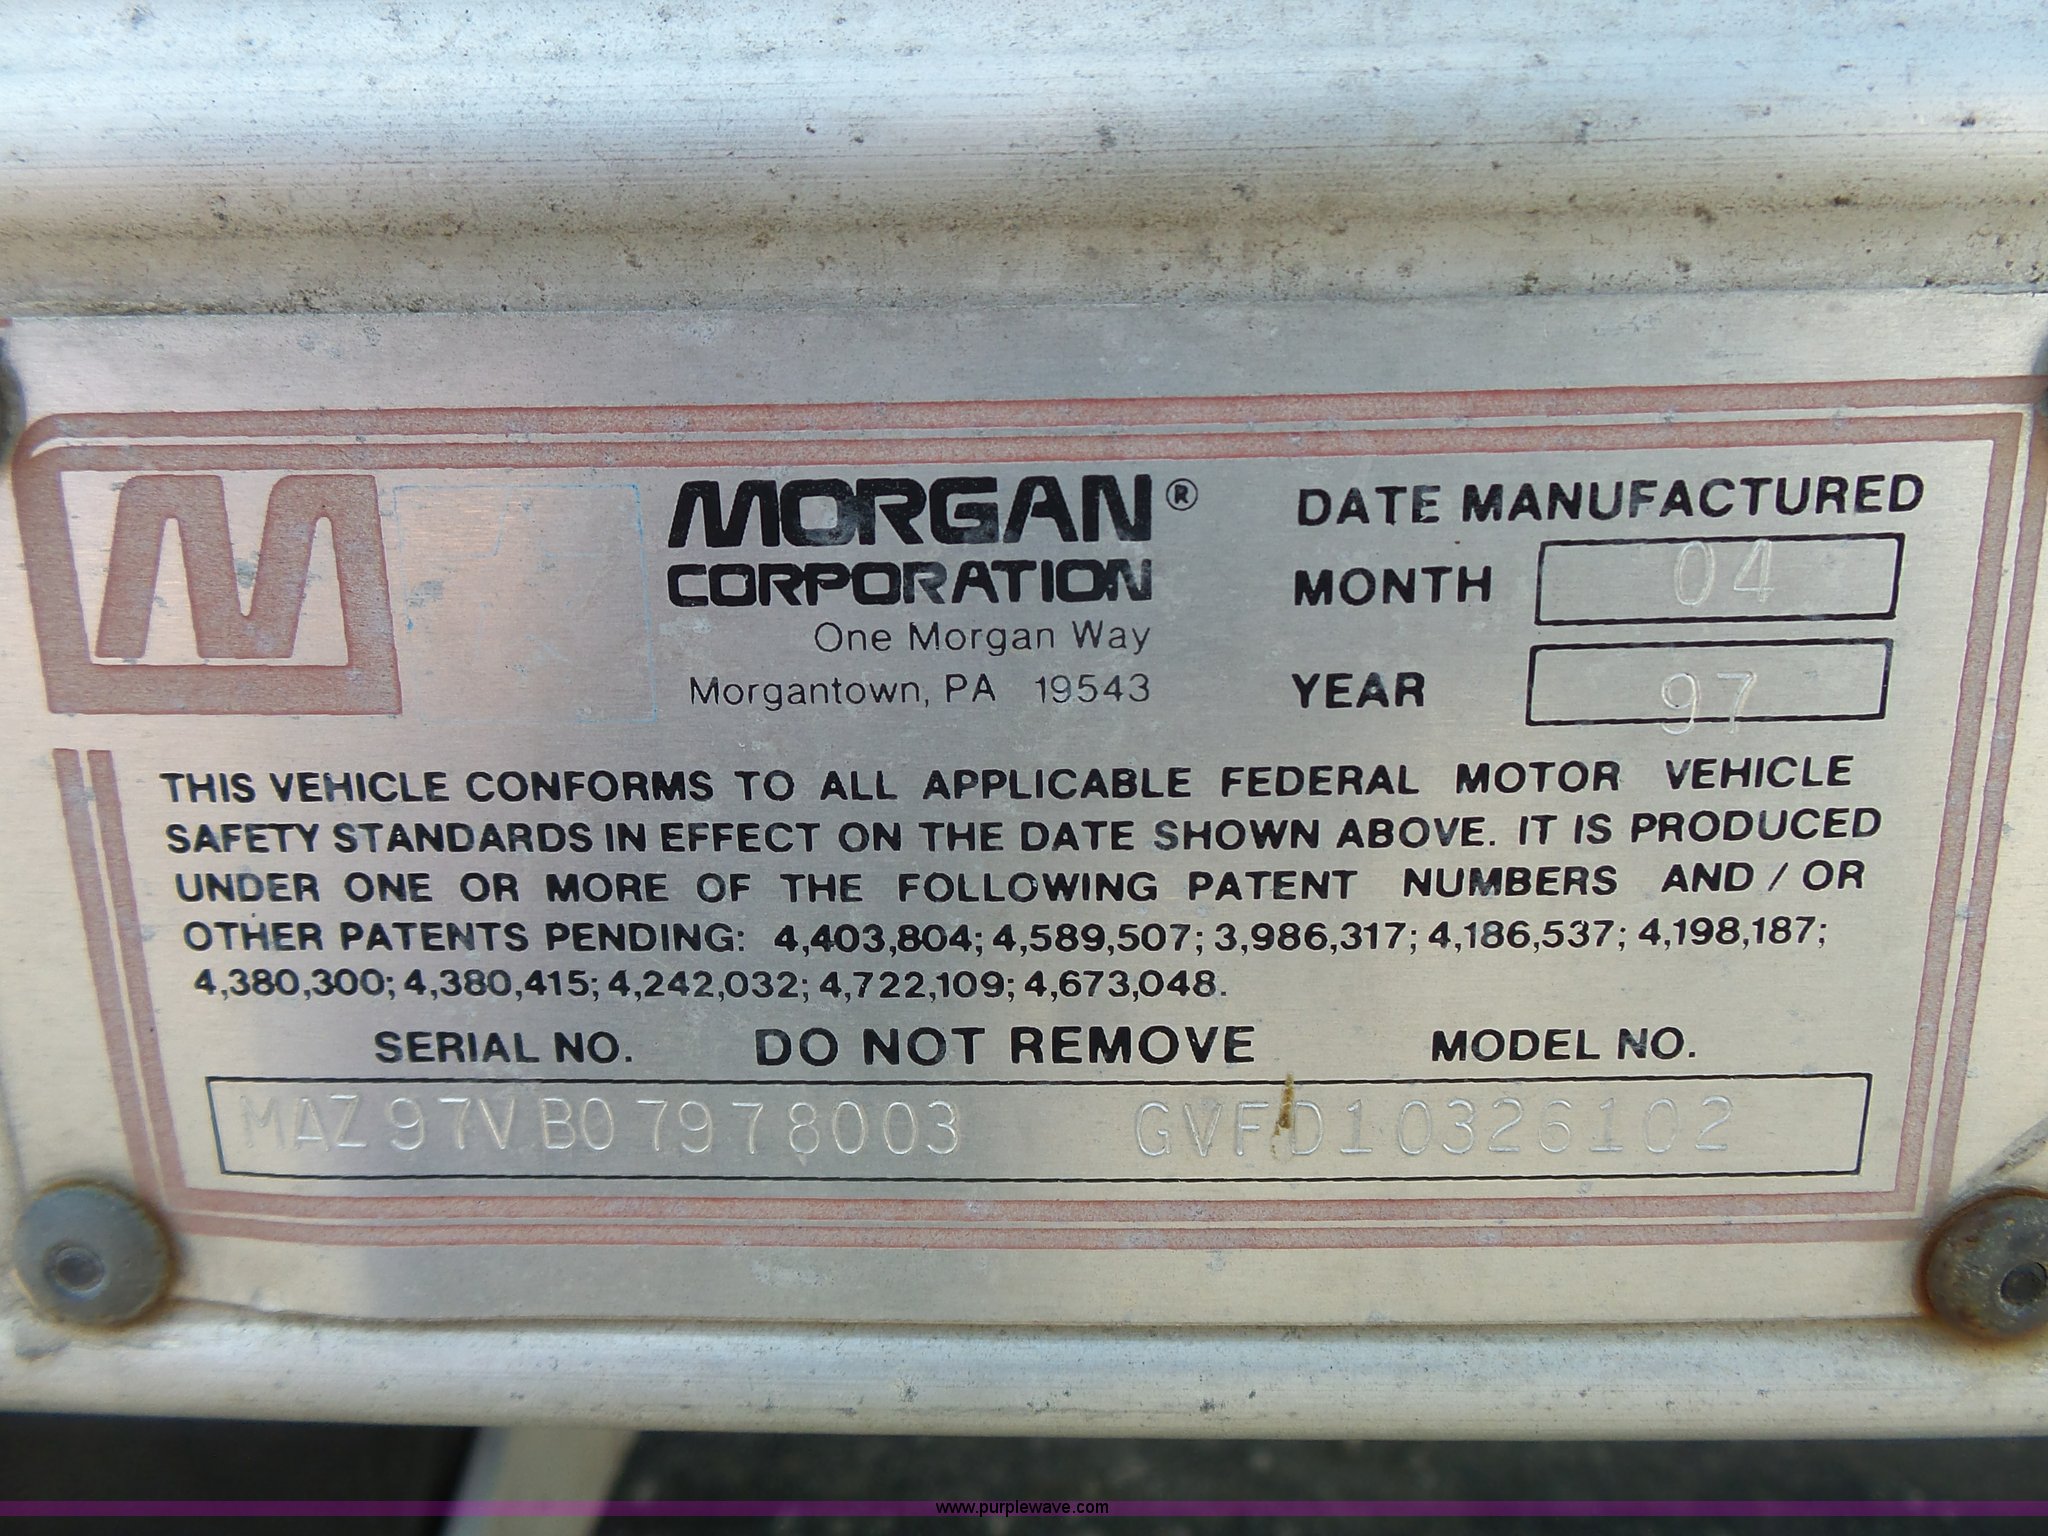 M
MORGAN®
CORPORATION
One Morgan Way
Morgantown, PA 19543
DATE MANUFACTURED
MONTH 04
YEAR 97
THIS VEHICLE CONFORMS TO ALL APPLICABLE FEDERAL MOTOR VEHICLE
SAFETY STANDARDS IN EFFECT ON THE DATE SHOWN ABOVE. IT IS PRODUCED
UNDER ONE OR MORE OF THE FOLLOWING PATENT NUMBERS AND / OR
OTHER PATENTS PENDING: 4,403,804; 4,589,507; 3,986,317; 4,186,537; 4,198,187;
4,380,300; 4,380,415; 4,242,032; 4,722,109; 4,673,048.
SERIAL NO. DO NOT REMOVE MODEL NO.
MAZ97VB07978003 GVFD10326102
www.purplewave.com